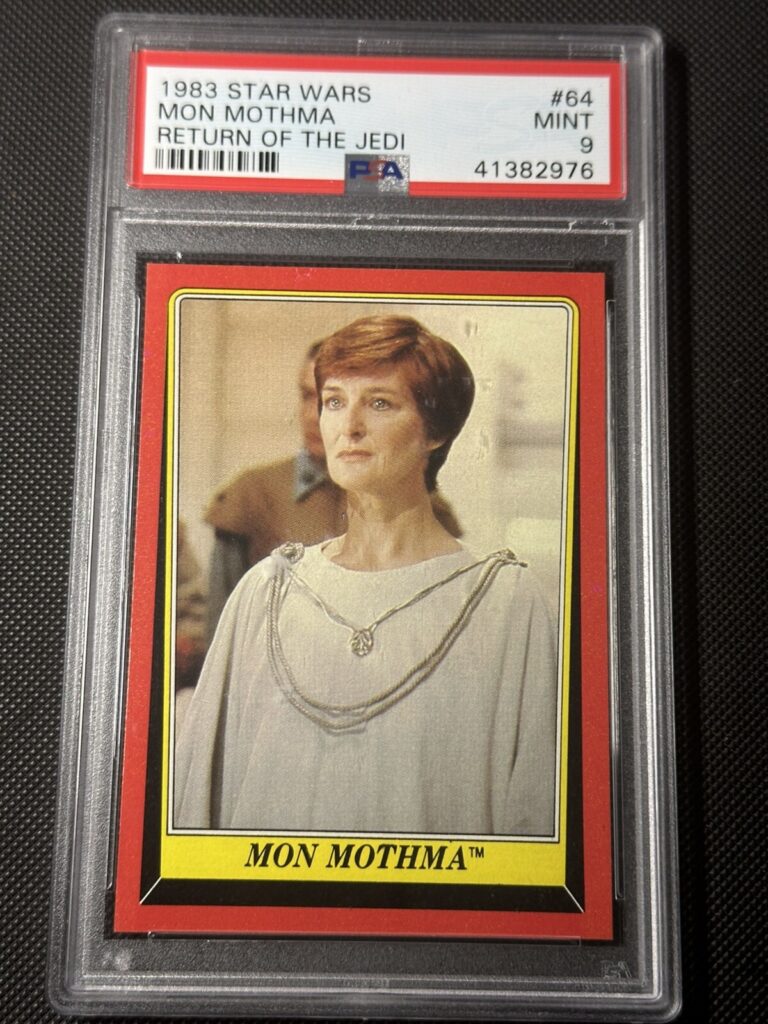 1983 STAR WARS
MON MOTHMA
RETURN OF THE JEDI
#64
MINT
9
41382976
PSA
MON MOTHMA™